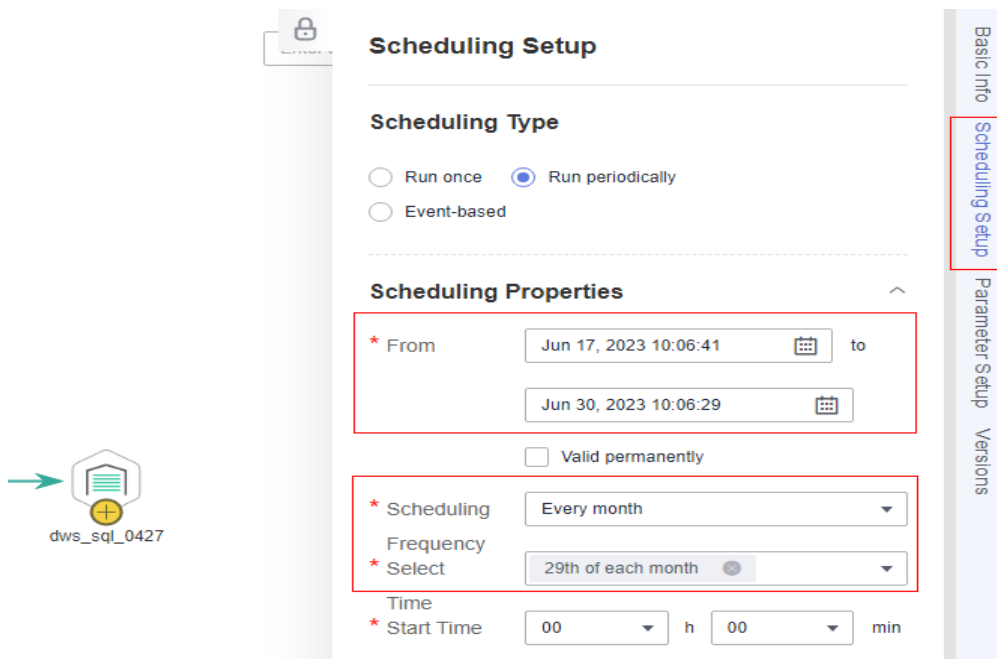 Scheduling Setup
Scheduling Type
Run once Run periodically
Event-based
Scheduling Properties
* From Jun 17, 2023 10:06:41 to
Jun 30, 2023 10:06:29
Valid permanently
* Scheduling Every month
Frequency
* Select 29th of each month
Time
* Start Time 00 h 00 min
dws_sql_0427
Basic Info
Scheduling Setup
Parameter Setup
Versions